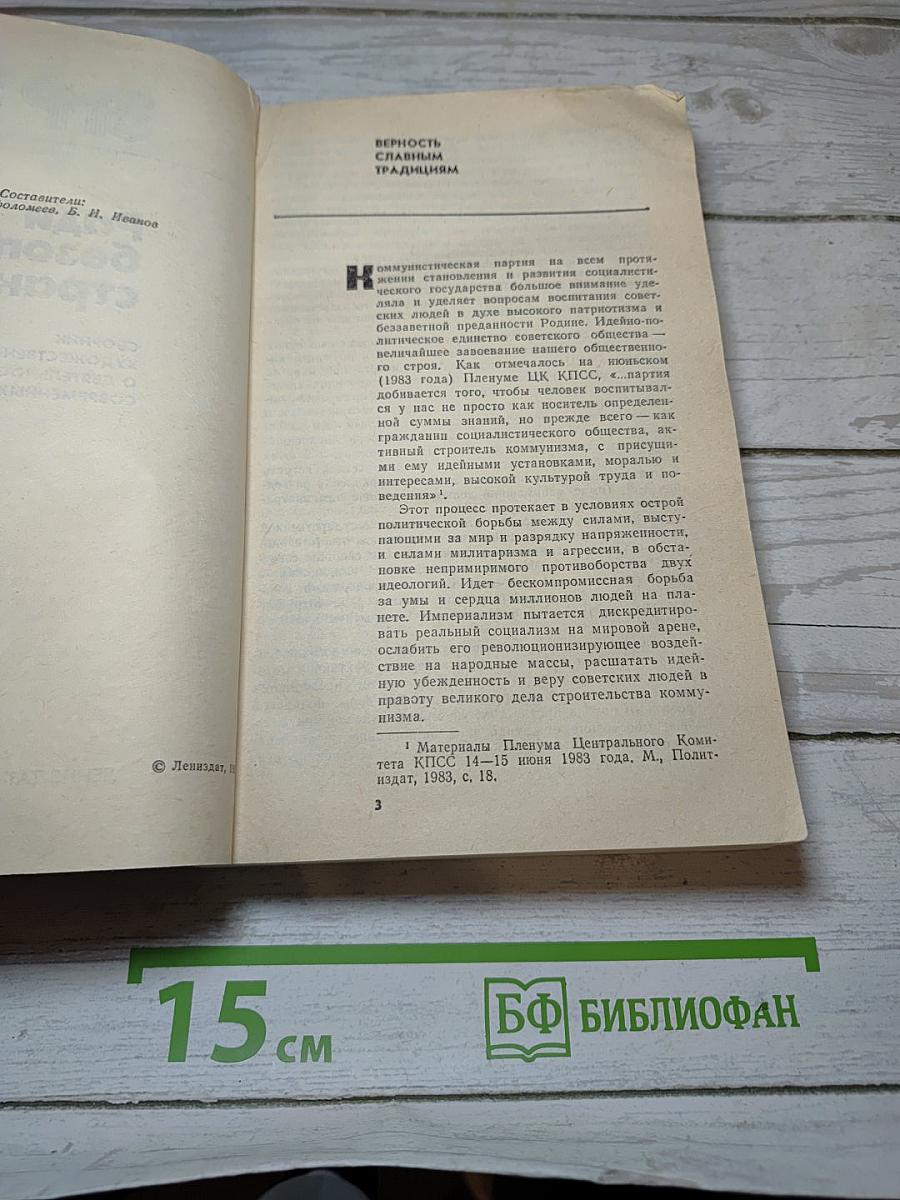 Составители:
Б. И. Иванов
© Лениздат,
ВЕРНОСТЬ
СЛАВНЫМ
ТРАДИЦИЯМ
Коммунистическая партия на всем протя-
жении становления и развития социалисти-
ческого государства большое внимание уде-
ляла и уделяет вопросам воспитания совет-
ских людей в духе высокого патриотизма и
беззаветной преданности Родине. Идейно-по-
литическое единство советского общества —
величайшее завоевание нашего общественно-
го строя. Как отмечалось на июньском
(1983 года) Пленуме ЦК КПСС, «...партия
добивается того, чтобы человек воспитывал-
ся у нас не просто как носитель определен-
ной суммы знаний, но прежде всего — как
гражданин социалистического общества, ак-
тивный строитель коммунизма, с присущи-
ми ему идейными установками, моралью и
интересами, высокой культурой труда и по-
ведения» ¹.
Этот процесс протекает в условиях острой
политической борьбы между силами, высту-
пающими за мир и разрядку напряженности,
и силами милитаризма и агрессии, в обста-
новке непримиримого противоборства двух
идеологий. Идет бескомпромиссная борьба
за умы и сердца миллионов людей на пла-
нете. Империализм пытается дискредитиро-
вать реальный социализм на мировой арене,
ослабить его революционизирующее воздей-
ствие на народные массы, расшатать идей-
ную убежденность и веру советских людей в
правоту великого дела строительства комму-
низма.
¹ Материалы Пленума Центрального Коми-
тета КПСС 14—15 июня 1983 года. М., Полит-
издат, 1983, с. 18.
3
15 см
БФ БИБЛИОФАН